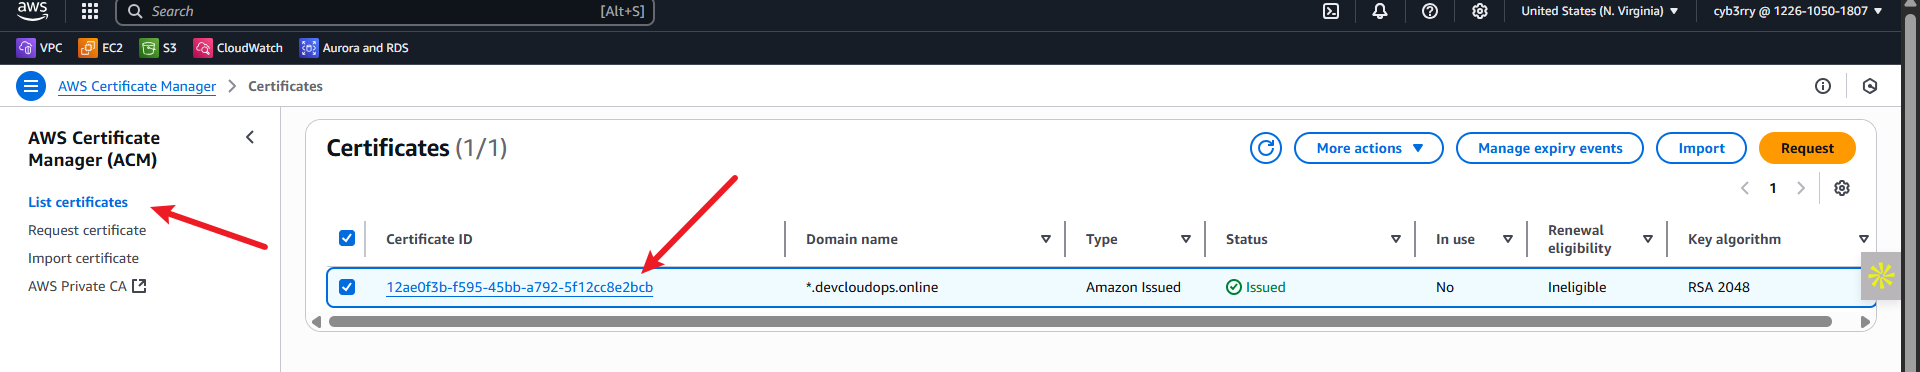 aws
Search [Alt+S] United States (N. Virginia) cyb3rry @ 1226-1050-1807
VPC EC2 S3 CloudWatch Aurora and RDS
AWS Certificate Manager Certificates
AWS Certificate
Manager (ACM)
List certificates
Request certificate
Import certificate
AWS Private CA
Certificates (1/1) More actions Manage expiry events Import Request
1
Certificate ID Domain name Type Status In use Renewal eligibility Key algorithm
12ae0f3b-f595-45bb-a792-5f12cc8e2bcb *.devcloudops.online Amazon Issued Issued No Ineligible RSA 2048